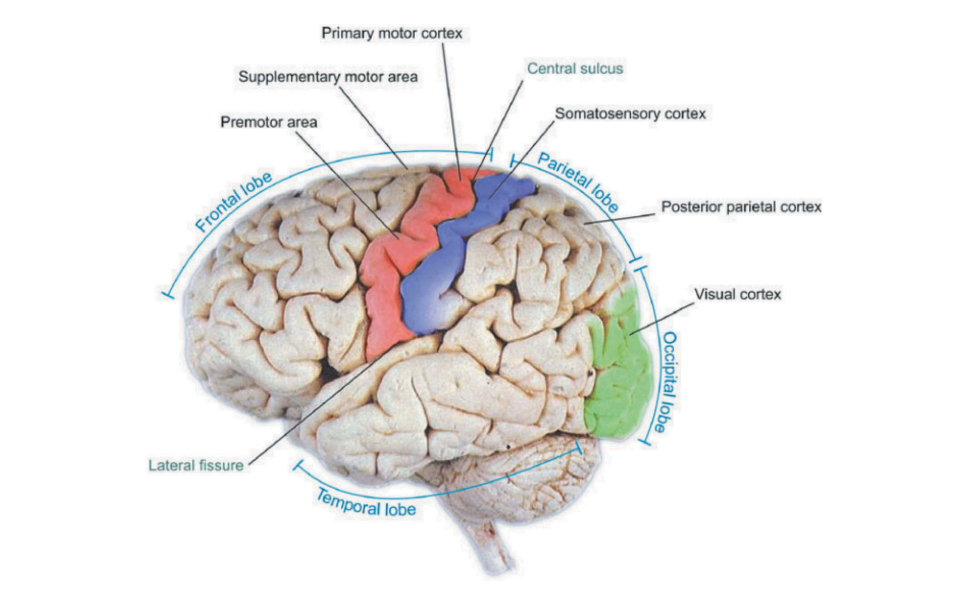 Primary motor cortex
Central sulcus
Supplementary motor area
Somatosensory cortex
Premotor area
Frontal lobe
Parietal lobe
Posterior parietal cortex
Visual cortex
Occipital lobe
Lateral fissure
Temporal lobe